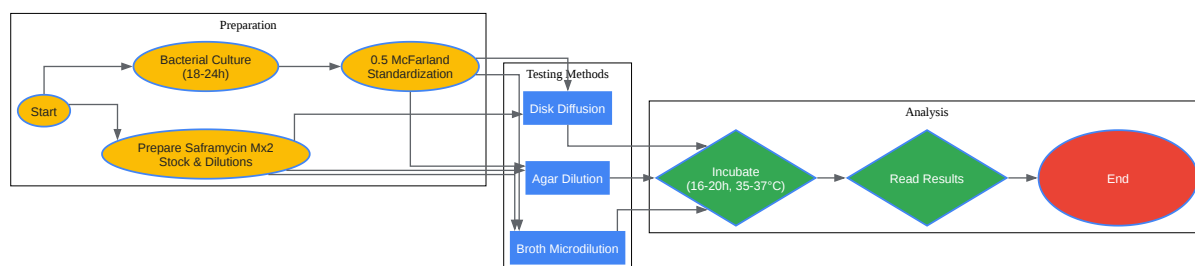 Preparation
Bacterial Culture
(18-24h)
0.5 McFarland
Standardization
Start
Prepare Saframycin Mx2
Stock & Dilutions
Testing Methods
Disk Diffusion
Agar Dilution
Broth Microdilution
Analysis
Incubate
(16-20h, 35-37°C)
Read Results
End